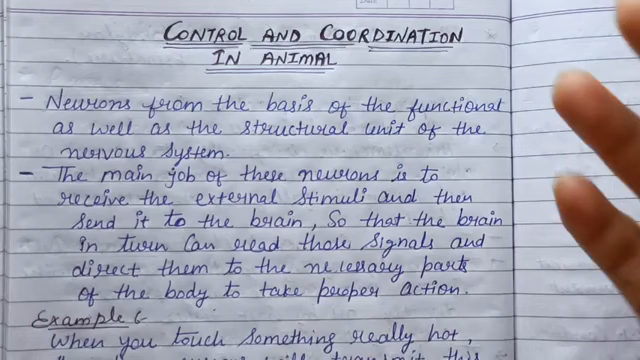 CONTROL AND COORDINATION
IN ANIMAL
- Neurons from the basis of the functional
as well as the structural unit of the
nervous system.
- The main job of these neurons is to
receive the external stimuli and then
send it to the brain, So that the brain
in turn Can read those signals and
direct them to the necessary parts
of the body to take proper action.
Example
When you touch something really hot,